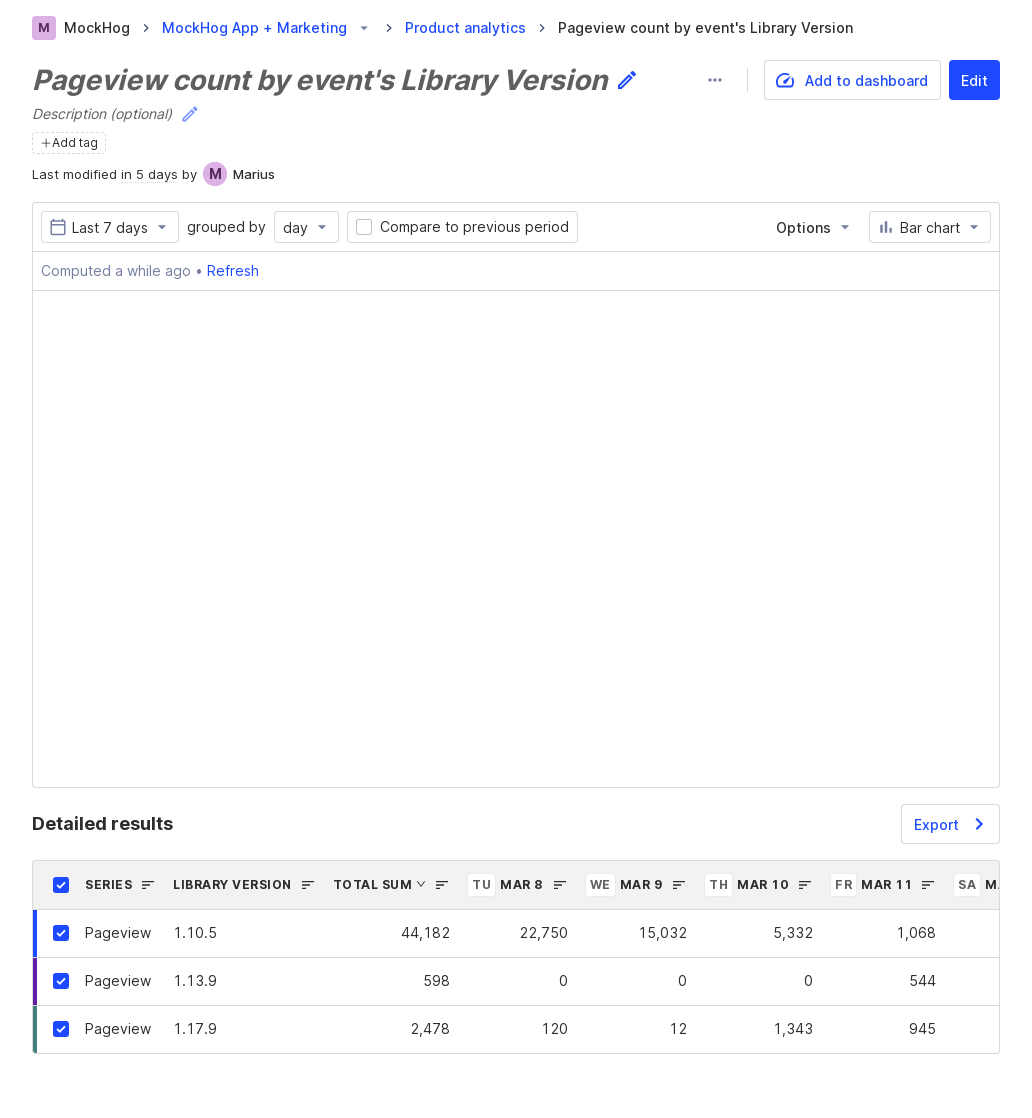 M MockHog MockHog App + Marketing Product analytics Pageview count by event's Library Version
Pageview count by event's Library Version
Add to dashboard Edit
Description (optional)
Add tag
Last modified in 5 days by M Marius
Last 7 days grouped by day Compare to previous period Options Bar chart
Computed a while ago • Refresh
Detailed results Export
SERIES LIBRARY VERSION TOTAL SUM TU MAR 8 WE MAR 9 TH MAR 10 FR MAR 11 SA
Pageview 1.10.5 44,182 22,750 15,032 5,332 1,068
Pageview 1.13.9 598 0 0 0 544
Pageview 1.17.9 2,478 120 12 1,343 945